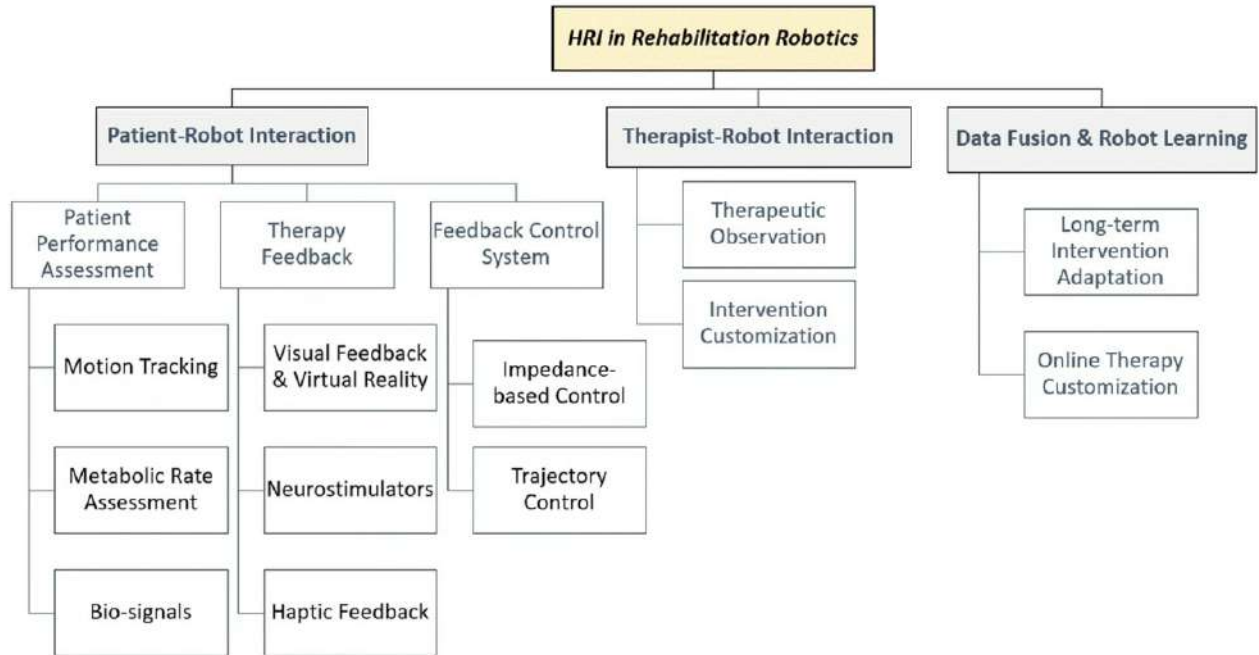 HRI in Rehabilitation Robotics
Patient-Robot Interaction
Therapist-Robot Interaction
Data Fusion & Robot Learning
Patient
Performance
Assessment
Therapy
Feedback
Feedback Control
System
Therapeutic
Observation
Long-term
Intervention
Adaptation
Motion Tracking
Visual Feedback
& Virtual Reality
Impedance-
based Control
Intervention
Customization
Online Therapy
Customization
Metabolic Rate
Assessment
Neurostimulators
Trajectory
Control
Bio-signals
Haptic Feedback